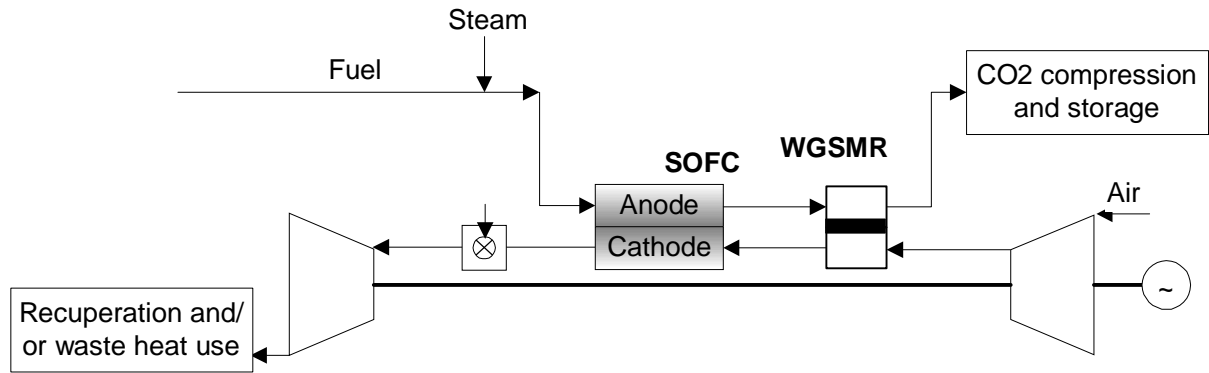 Steam
Fuel
CO2 compression
and storage
WGSMR
SOFC
Air
Anode
Cathode
~
Recuperation and/
or waste heat use